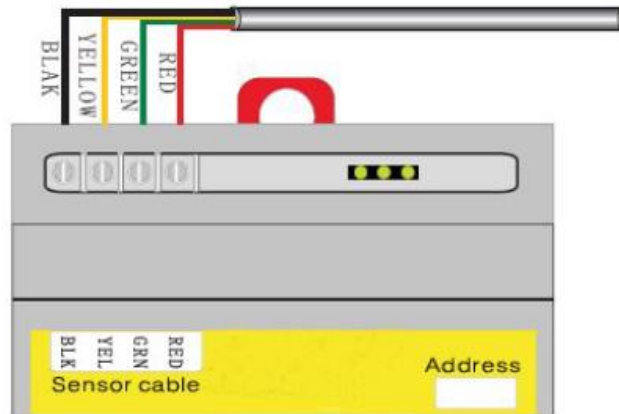 BLAK
YELLOW
GREEN
RED
BLK
YEL
GRN
RED
Sensor cable
Address